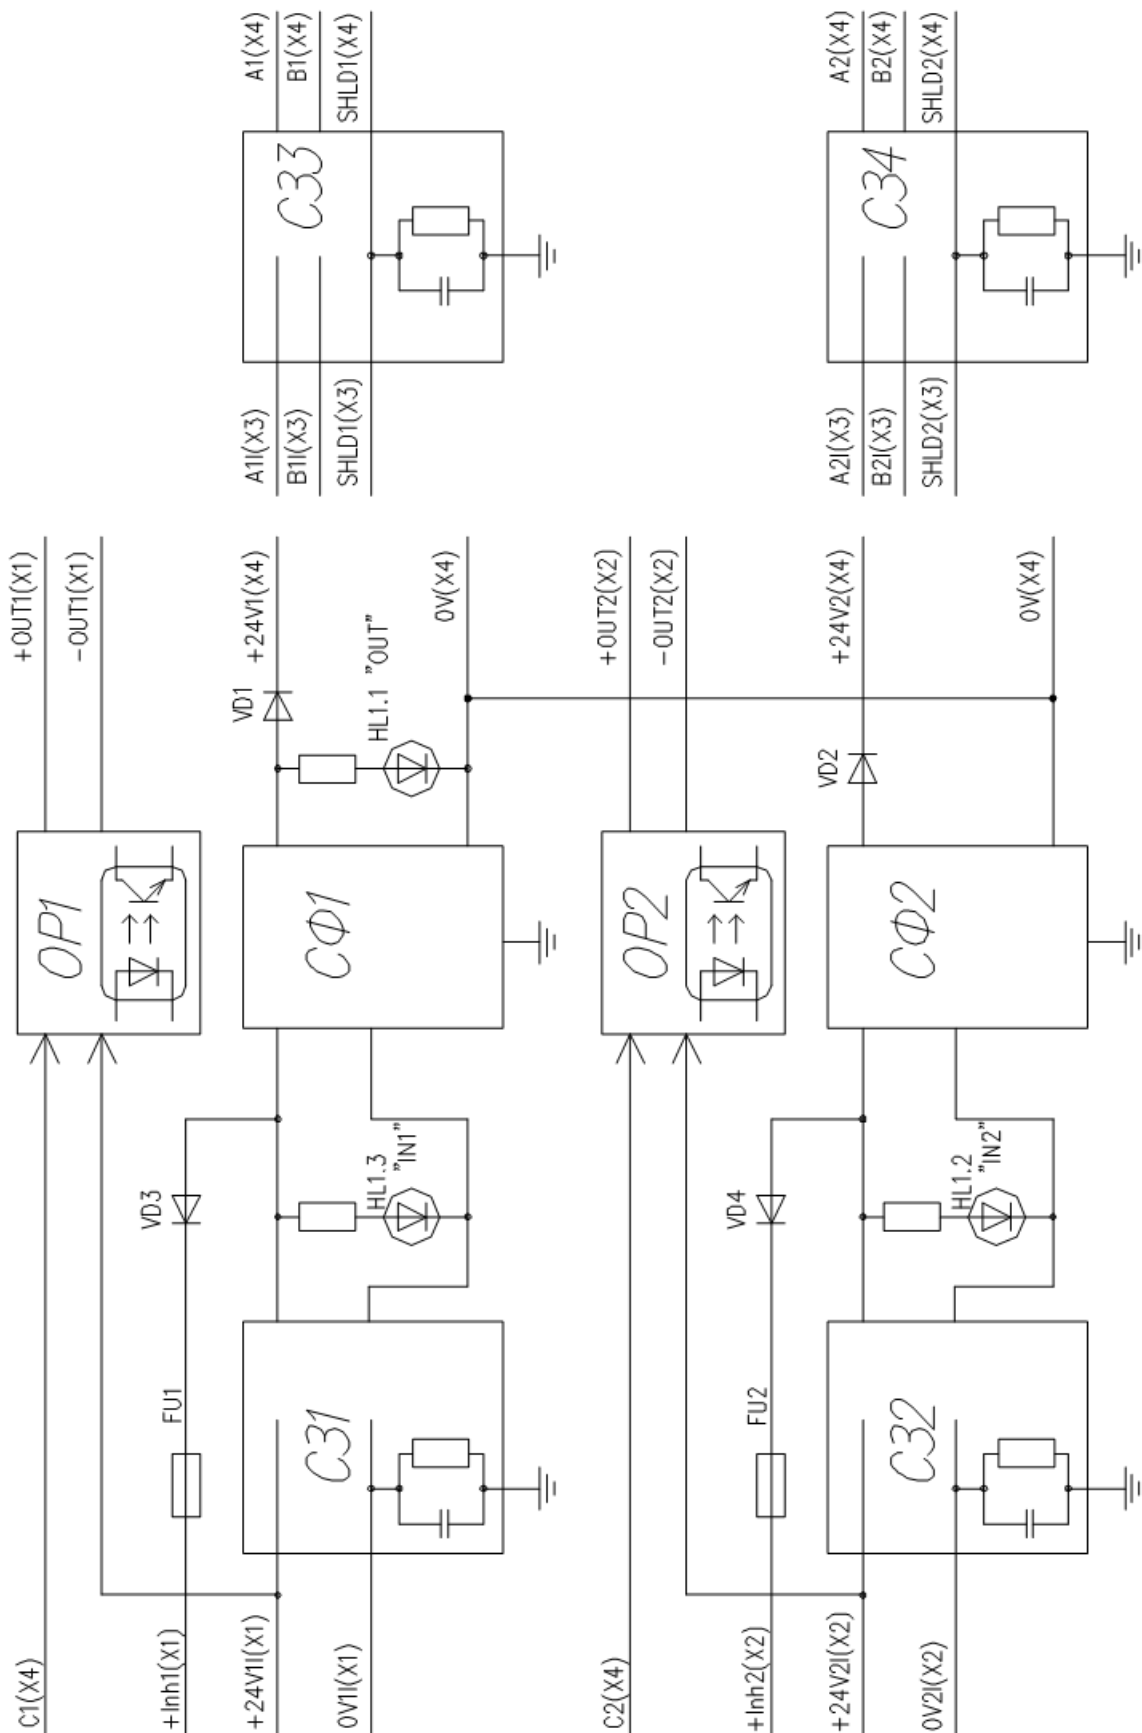 C1(X4)
OP1
+OUT1(X1)
-OUT1(X1)
+Inh1(X1)
FU1
VD3
VD1
+24V1I(X1)
+24V1(X4)
A1I(X3)
A1(X4)
B1I(X3)
B1(X4)
СЗ1
СФ1
СЗ3
0V1I(X1)
HL1.3
"IN1"
HL1.1 "OUT"
SHLD1(X3)
SHLD1(X4)
0V(X4)
C2(X4)
OP2
+OUT2(X2)
-OUT2(X2)
+Inh2(X2)
FU2
VD4
VD2
+24V2I(X2)
+24V2(X4)
A2I(X3)
A2(X4)
B2I(X3)
B2(X4)
СЗ2
СФ2
СЗ4
0V2I(X2)
HL1.2
"IN2"
SHLD2(X3)
SHLD2(X4)
0V(X4)